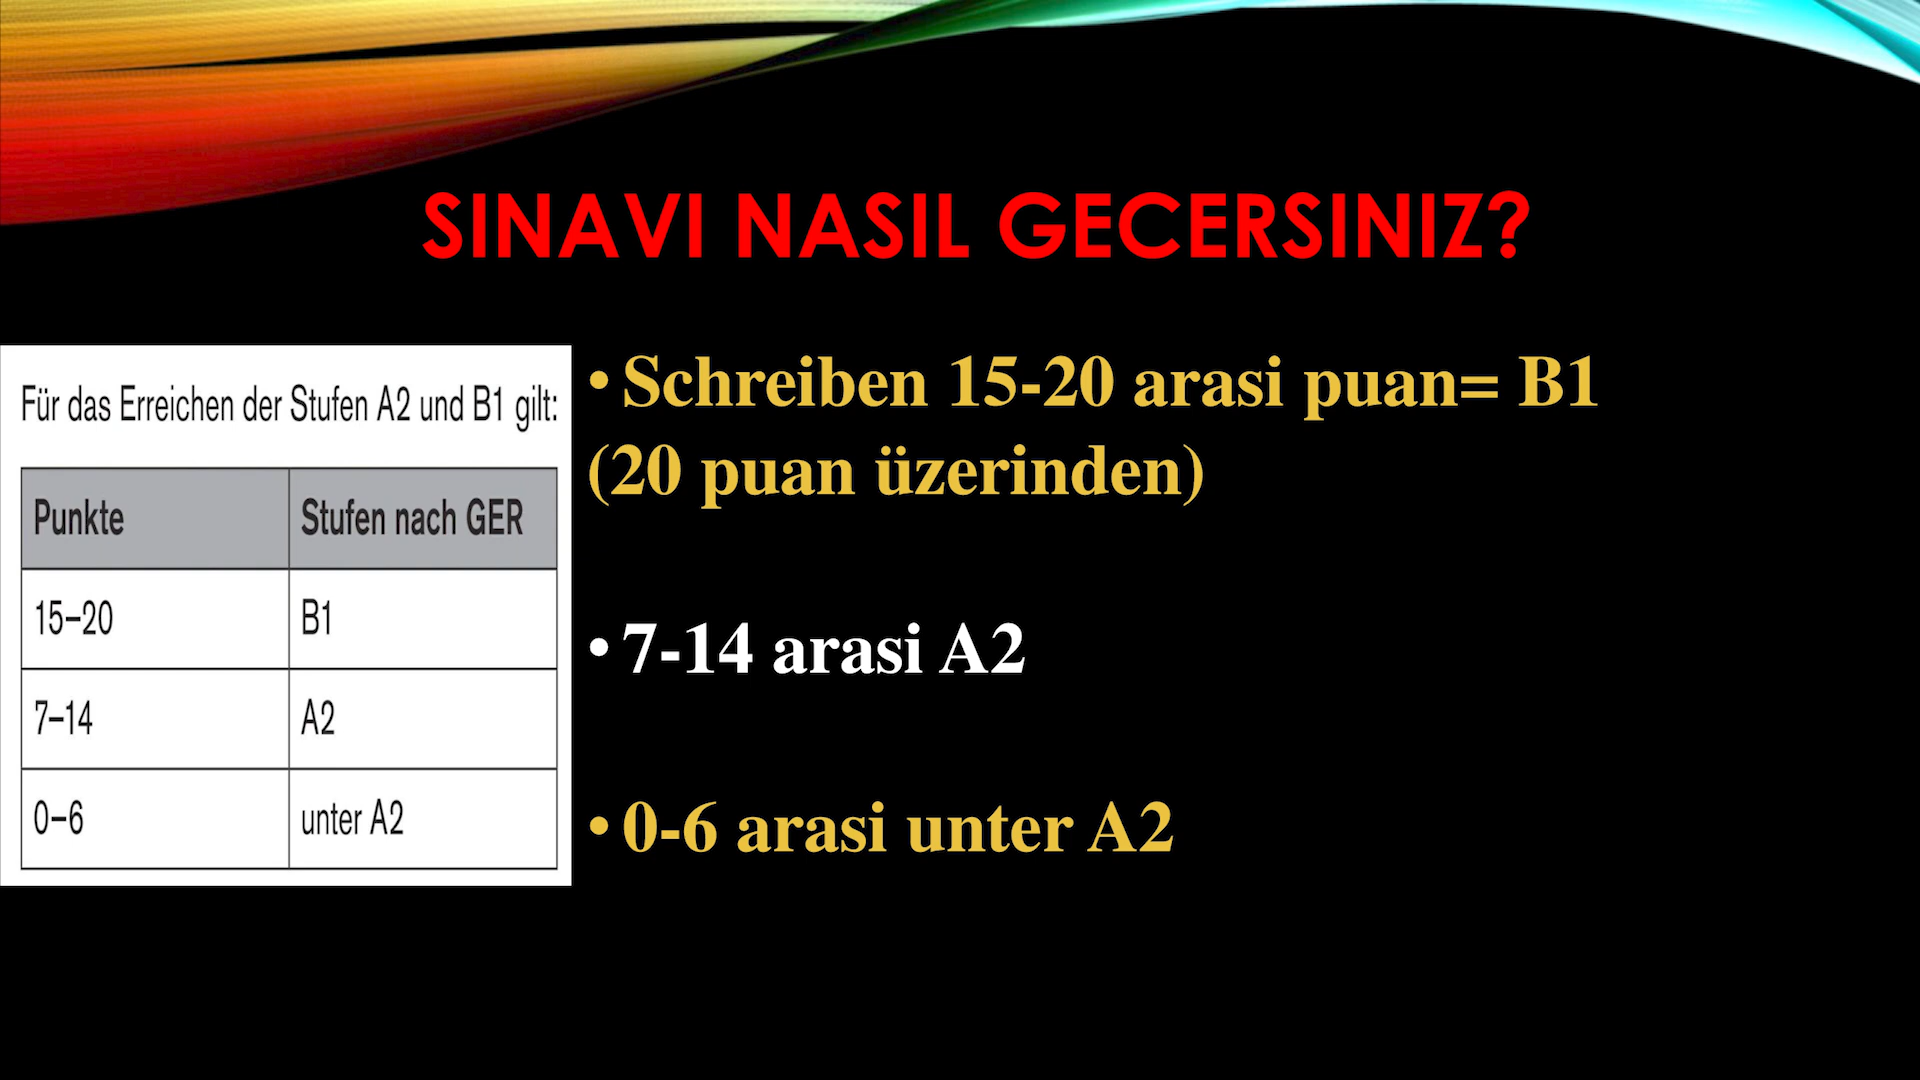 SINAVI NASIL GECERSINIZ?
Für das Erreichen der Stufen A2 und B1 gilt:
Punkte Stufen nach GER
15–20 B1
7–14 A2
0–6 unter A2
• Schreiben 15-20 arasi puan= B1
(20 puan üzerinden)
• 7-14 arasi A2
• 0-6 arasi unter A2